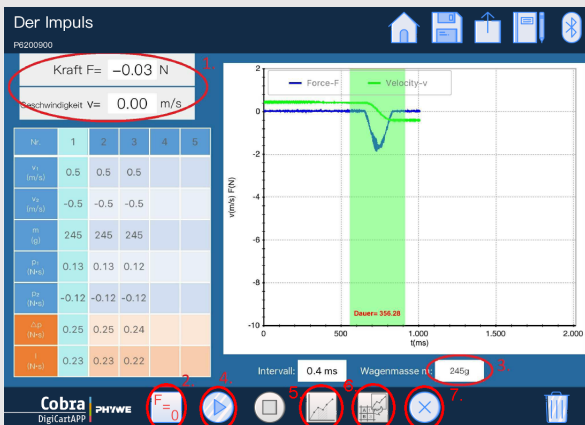 Der Impuls
P6200900
Kraft F= −0.03 N
1.
Geschwindigkeit v= 0.00 m/s
Nr. 1 2 3 4 5
v₁ (m/s) 0.5 0.5 0.5
v₂ (m/s) -0.5 -0.5 -0.5
m (g) 245 245 245
p₁ (N·s) 0.13 0.13 0.12
p₂ (N·s) -0.12 -0.12 -0.12
△p (N·s) 0.25 0.25 0.24
I (N·s) 0.23 0.23 0.22
Force-F Velocity-v
v(m/s) F(N)
2
0
-2
-4
-6
-8
-10
Dauer= 356.28
0 500 1.000 1.500 2.000
t(ms)
Intervall: 0.4 ms Wagenmasse m: 245g 3.
2. 4. 5. 6. 7.
F=0
Cobra PHYWE
DigiCartAPP